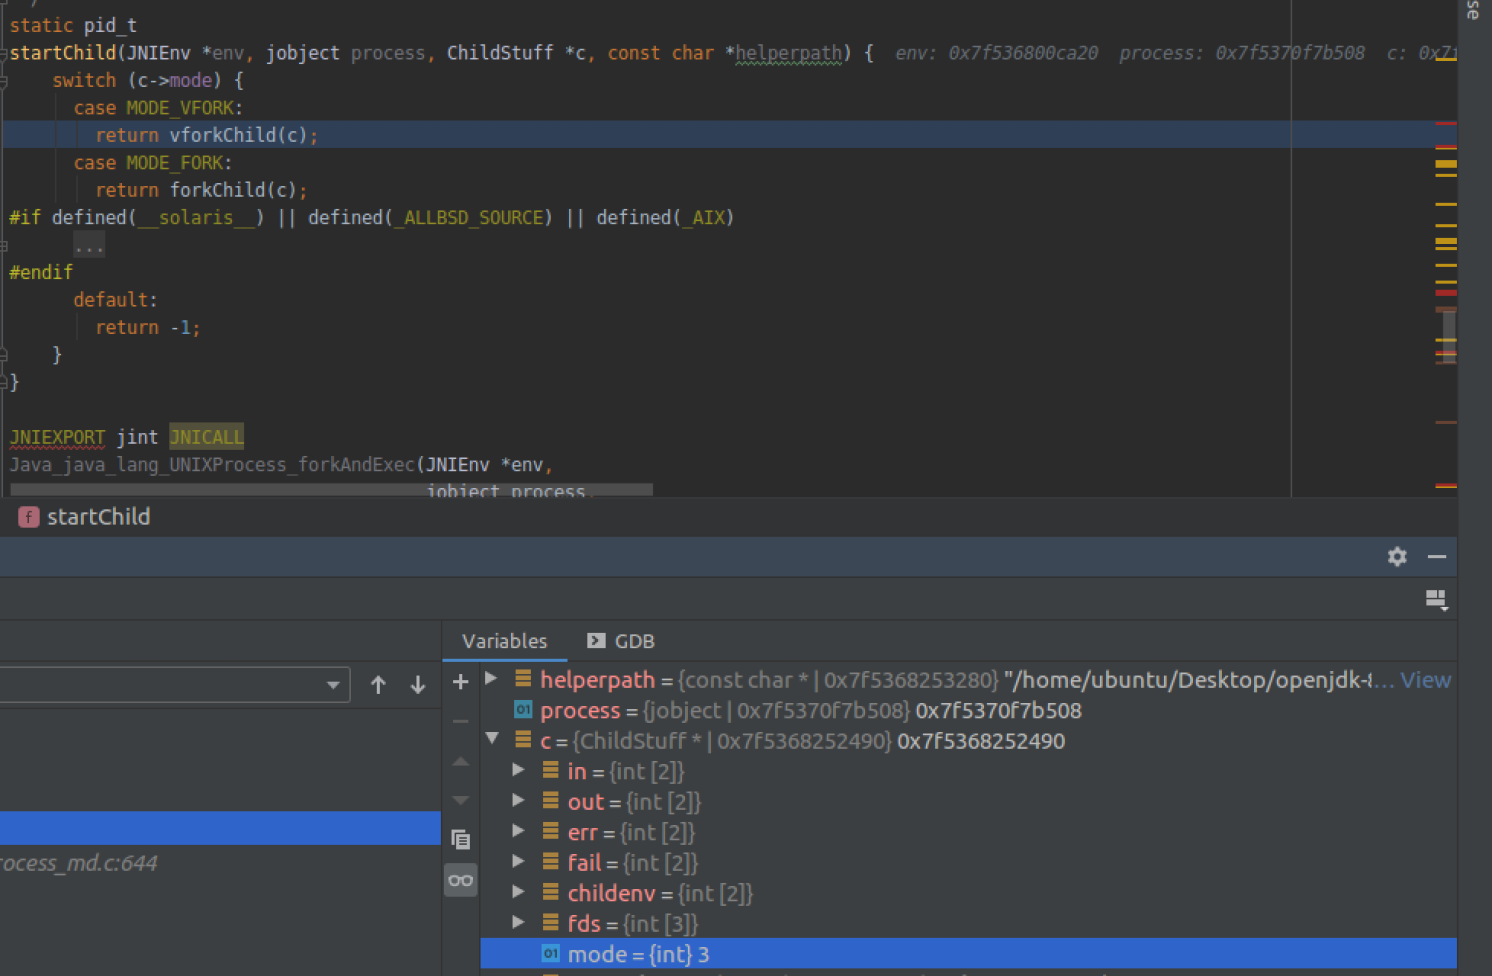 static pid_t
startChild(JNIEnv *env, jobject process, ChildStuff *c, const char *helperpath) { env: 0x7f536800ca20 process: 0x7f5370f7b508 c:
switch (c->mode) {
case MODE_VFORK:
return vforkChild(c);
case MODE_FORK:
return forkChild(c);
#if defined(__solaris__) || defined(_ALLBSD_SOURCE) || defined(_AIX)
...
#endif
default:
return -1;
}
}
JNIEXPORT jint JNICALL
Java_java_lang_UNIXProcess_forkAndExec(JNIEnv *env,
jobject process,
se
f startChild
Variables
GDB
helperpath = {const char * | 0x7f5368253280} "/home/ubuntu/Desktop/openjdk-8... View
01 process = {jobject | 0x7f5370f7b508} 0x7f5370f7b508
c = {ChildStuff * | 0x7f5368252490} 0x7f5368252490
in = {int [2]}
out = {int [2]}
err = {int [2]}
rocess_md.c:644
fail = {int [2]}
childenv = {int [2]}
fds = {int [3]}
01 mode = {int} 3